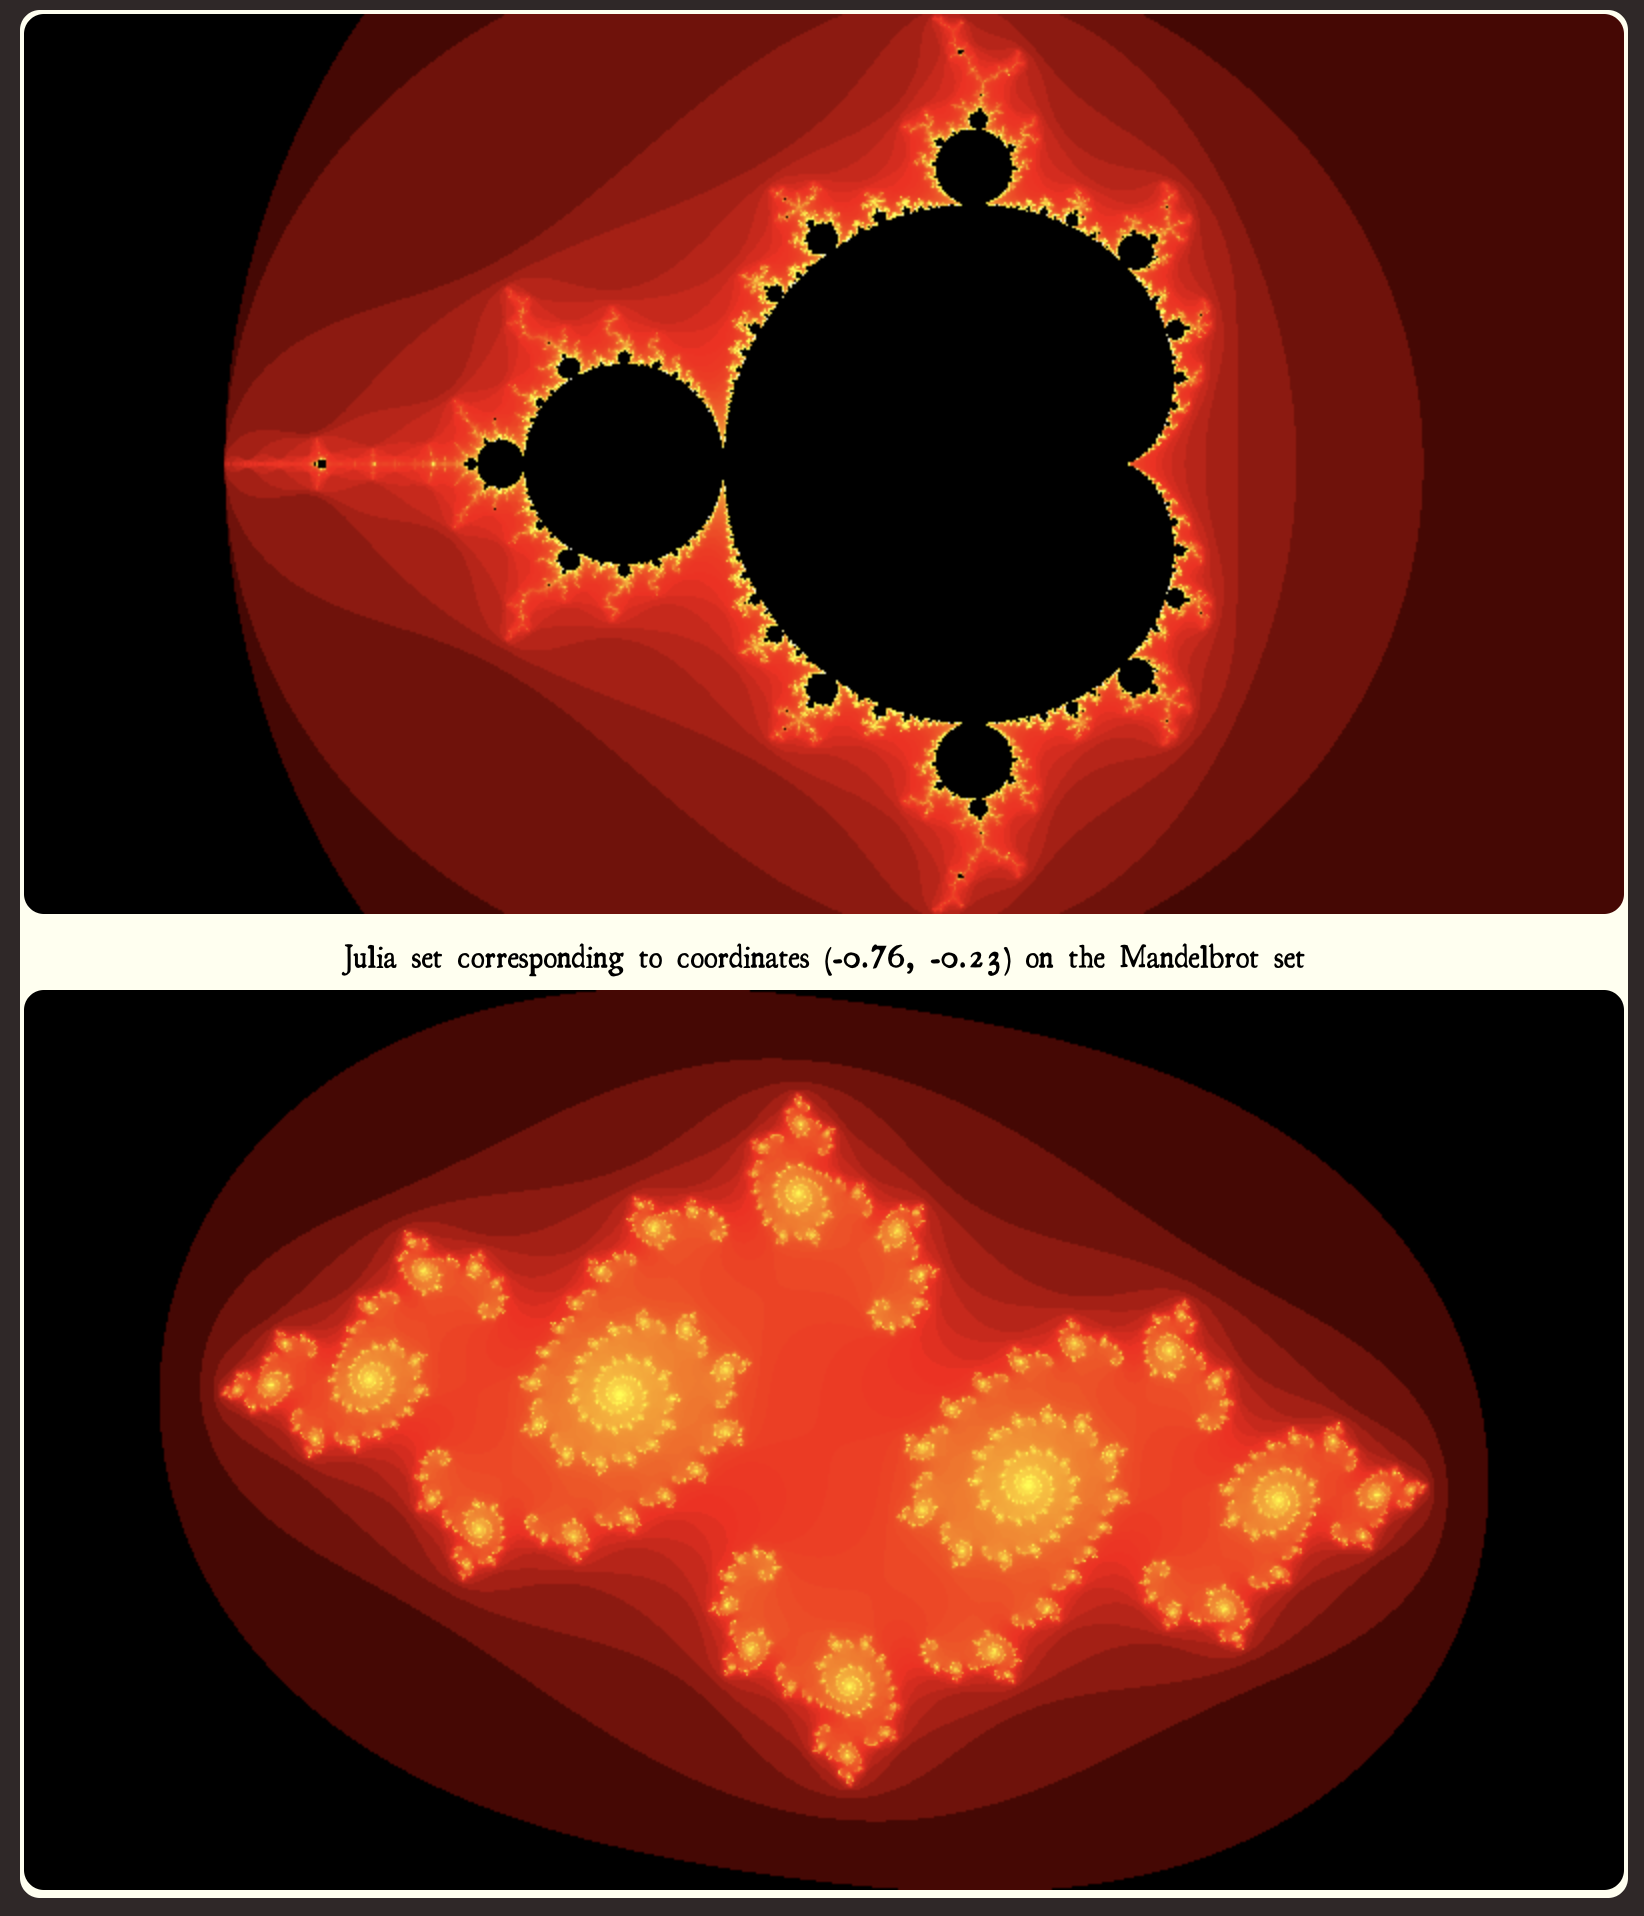 Julia set corresponding to coordinates (-0.76, -0.23) on the Mandelbrot set